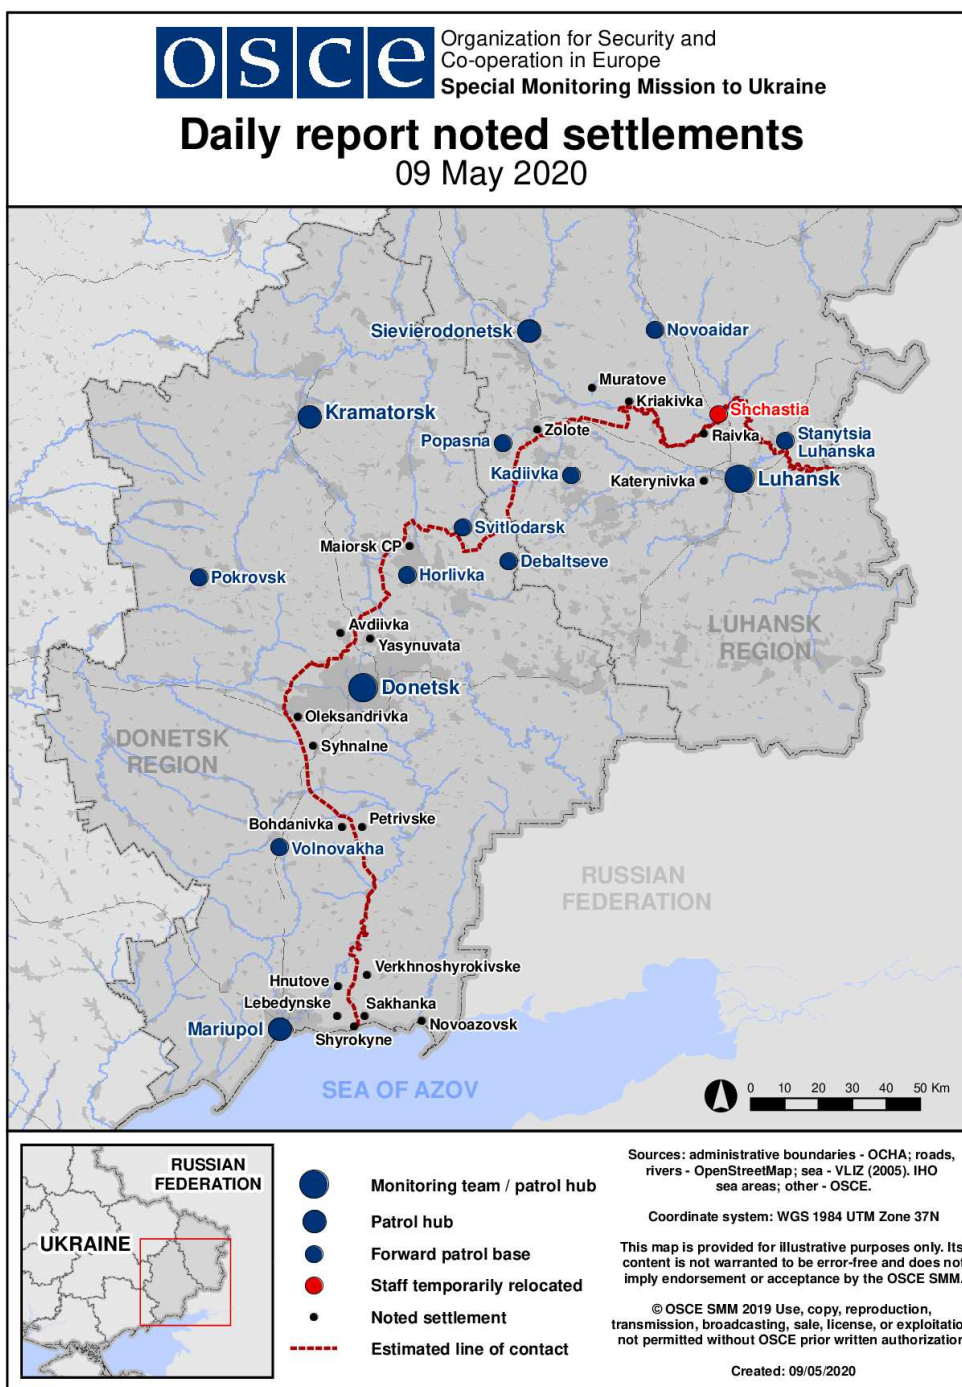 osce
Organization for Security and
Co-operation in Europe
Special Monitoring Mission to Ukraine
Daily report noted settlements
09 May 2020
Sievierodonetsk
Novoaidar
Muratove
Kriakivka
Kramatorsk
Shchastia
Zolote
Raivka
Popasna
Stanytsia
Luhanska
Kadiivka
Katerynivka
Luhansk
Svitlodarsk
Maiorsk CP
Debaltseve
Pokrovsk
Horlivka
Avdiivka
Yasynuvata
LUHANSK
REGION
Donetsk
Oleksandrivka
DONETSK
REGION
Syhnalne
Bohdanivka
Petrivske
Volnovakha
RUSSIAN
FEDERATION
Verkhnoshyrokivske
Hnutove
Lebedynske
Sakhanka
Mariupol
Novoazovsk
Shyrokyne
SEA OF AZOV
0 10 20 30 40 50 Km
RUSSIAN
FEDERATION
UKRAINE
Monitoring team / patrol hub
Patrol hub
Forward patrol base
Staff temporarily relocated
Noted settlement
Estimated line of contact
Sources: administrative boundaries - OCHA; roads,
rivers - OpenStreetMap; sea - VLIZ (2005). IHO
sea areas; other - OSCE.
Coordinate system: WGS 1984 UTM Zone 37N
This map is provided for illustrative purposes only. Its
content is not warranted to be error-free and does not
imply endorsement or acceptance by the OSCE SMM.
© OSCE SMM 2019 Use, copy, reproduction,
transmission, broadcasting, sale, license, or exploitatio
not permitted without OSCE prior written authorization
Created: 09/05/2020